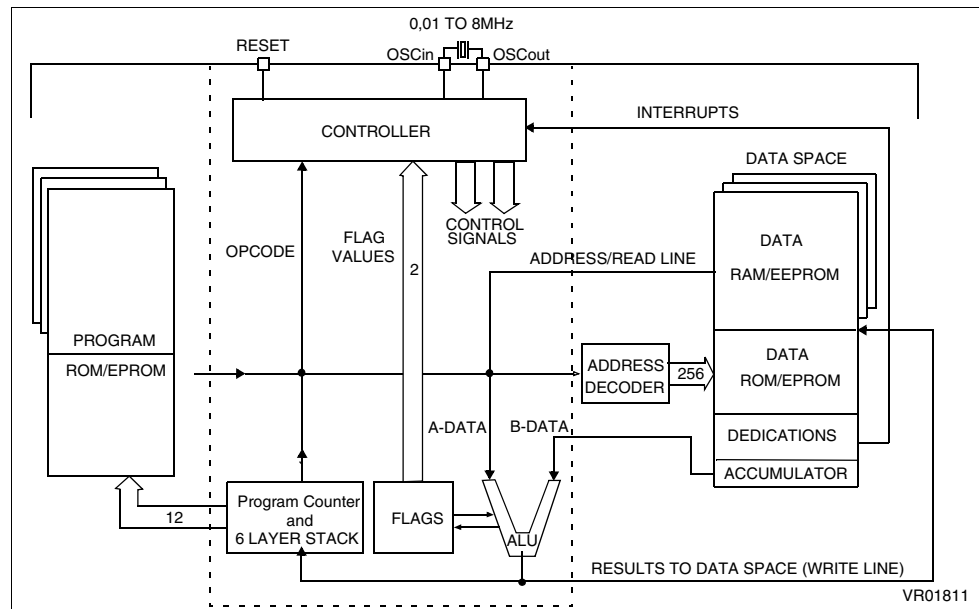 0,01 TO 8MHz
RESET
OSCin
OSCout
INTERRUPTS
CONTROLLER
DATA SPACE
CONTROL
SIGNALS
OPCODE
FLAG
VALUES
2
ADDRESS/READ LINE
DATA
RAM/EEPROM
PROGRAM
ROM/EPROM
ADDRESS
DECODER
256
DATA
ROM/EPROM
A-DATA
B-DATA
DEDICATIONS
ACCUMULATOR
12
Program Counter
and
6 LAYER STACK
FLAGS
ALU
RESULTS TO DATA SPACE (WRITE LINE)
VR01811